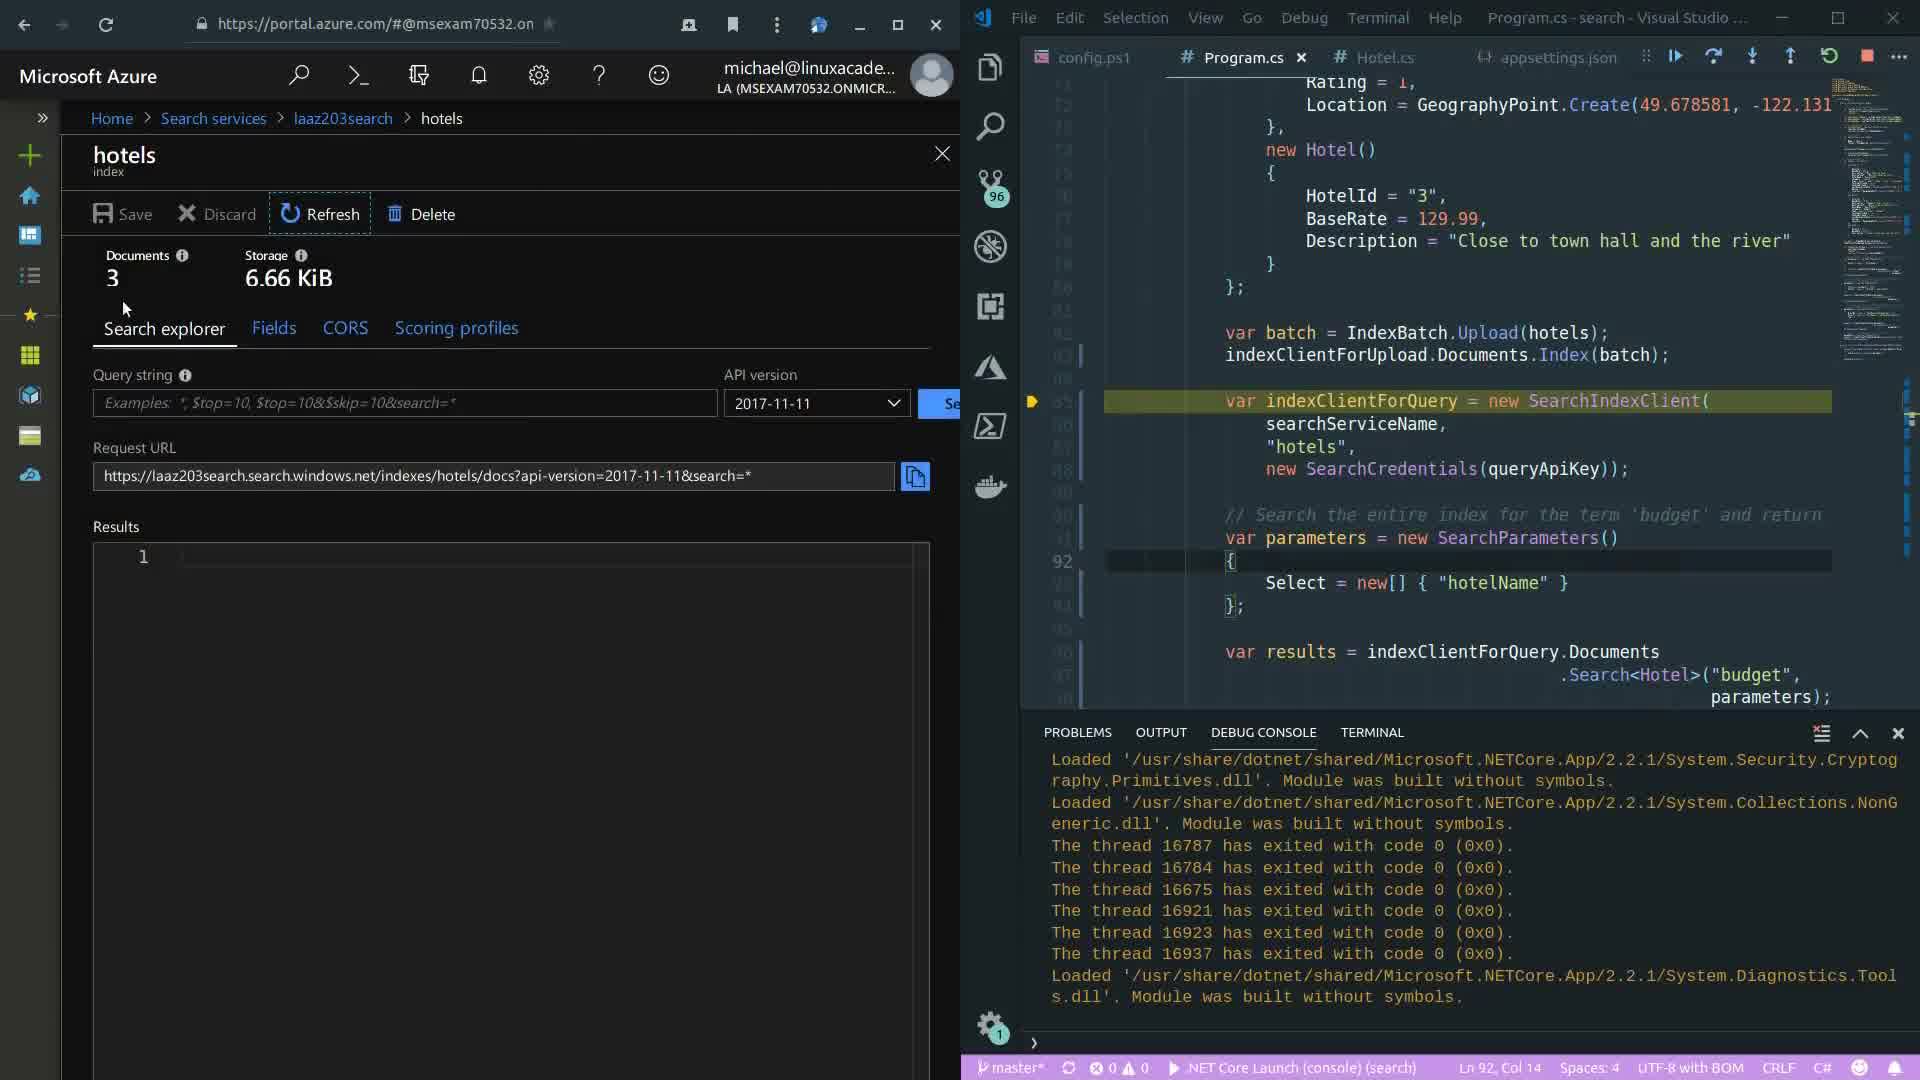 https://portal.azure.com/#@msexam70532.on
Microsoft Azure
michael@linuxacade...
LA (MSEXAM70532.ONMICR...
Home > Search services > laaz203search > hotels
hotels
index
Save
Discard
Refresh
Delete
Documents
Storage
3
6.66 KiB
Search explorer
Fields
CORS
Scoring profiles
Query string
API version
Examples: *, $top=10, $top=10&$skip=10&search=*
2017-11-11
Se
Request URL
https://laaz203search.search.windows.net/indexes/hotels/docs?api-version=2017-11-11&search=*
Results
1
File Edit Selection View Go Debug Terminal Help
Program.cs - search - Visual Studio ...
config.ps1
Program.cs
Hotel.cs
appsettings.json
96
Rating = 1,
Location = GeographyPoint.Create(49.678581, -122.131
},
new Hotel()
{
HotelId = "3",
BaseRate = 129.99,
Description = "Close to town hall and the river"
}
};
var batch = IndexBatch.Upload(hotels);
indexClientForUpload.Documents.Index(batch);
var indexClientForQuery = new SearchIndexClient(
searchServiceName,
"hotels",
new SearchCredentials(queryApiKey));
// Search the entire index for the term 'budget' and return
var parameters = new SearchParameters()
92 {
Select = new[] { "hotelName" }
};
var results = indexClientForQuery.Documents
.Search<Hotel>("budget",
parameters);
PROBLEMS OUTPUT DEBUG CONSOLE TERMINAL
Loaded '/usr/share/dotnet/shared/Microsoft.NETCore.App/2.2.1/System.Security.Cryptog
raphy.Primitives.dll'. Module was built without symbols.
Loaded '/usr/share/dotnet/shared/Microsoft.NETCore.App/2.2.1/System.Collections.NonG
eneric.dll'. Module was built without symbols.
The thread 16787 has exited with code 0 (0x0).
The thread 16784 has exited with code 0 (0x0).
The thread 16675 has exited with code 0 (0x0).
The thread 16921 has exited with code 0 (0x0).
The thread 16923 has exited with code 0 (0x0).
The thread 16937 has exited with code 0 (0x0).
Loaded '/usr/share/dotnet/shared/Microsoft.NETCore.App/2.2.1/System.Diagnostics.Tool
s.dll'. Module was built without symbols.
1
master* 0 0 .NET Core Launch (console) (search) Ln 92, Col 14 Spaces: 4 UTF-8 with BOM CRLF C#